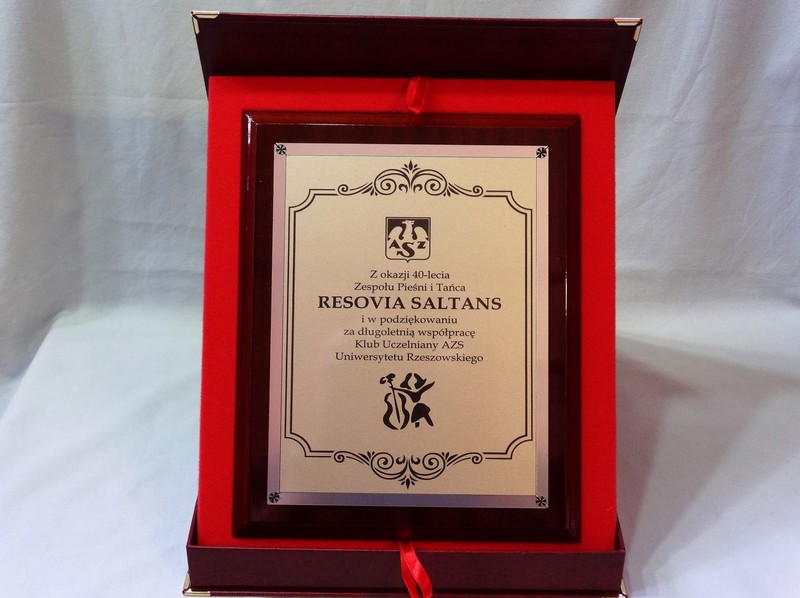 AZS
Z okazji 40-lecia
Zespołu Pieśni i Tańca
RESOVIA SALTANS
i w podziękowaniu
za długoletnią współpracę
Klub Uczelniany AZS
Uniwersytetu Rzeszowskiego